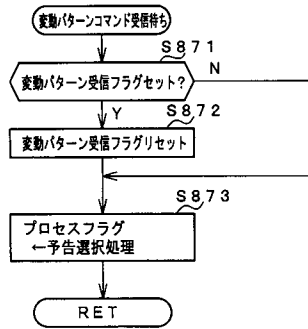 変動パターンコマンド受信待ち
S871
変動パターン受信フラグセット?
N
Y
S872
変動パターン受信フラグリセット
S873
プロセスフラグ
←予告選択処理
RET